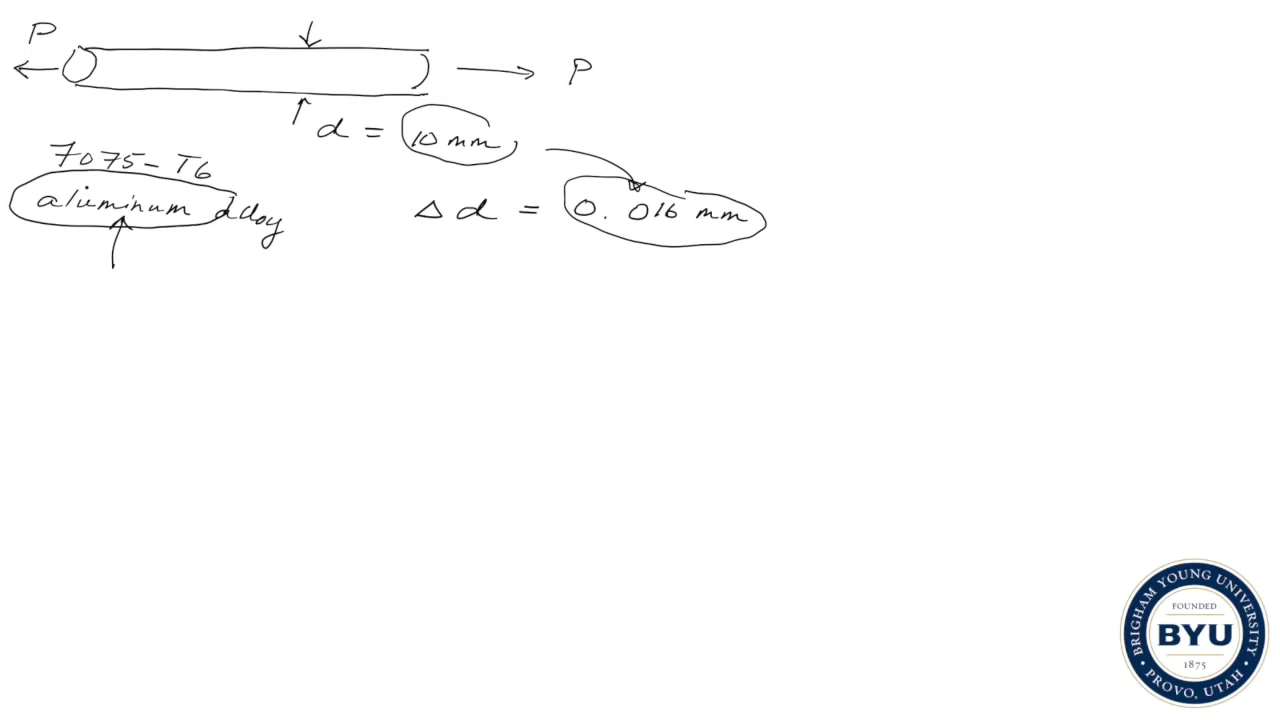 P
P
d = 10 mm
7075-T6
aluminum alloy
Δd = 0.016 mm
BRIGHAM YOUNG UNIVERSITY
FOUNDED
BYU
1875
PROVO, UTAH